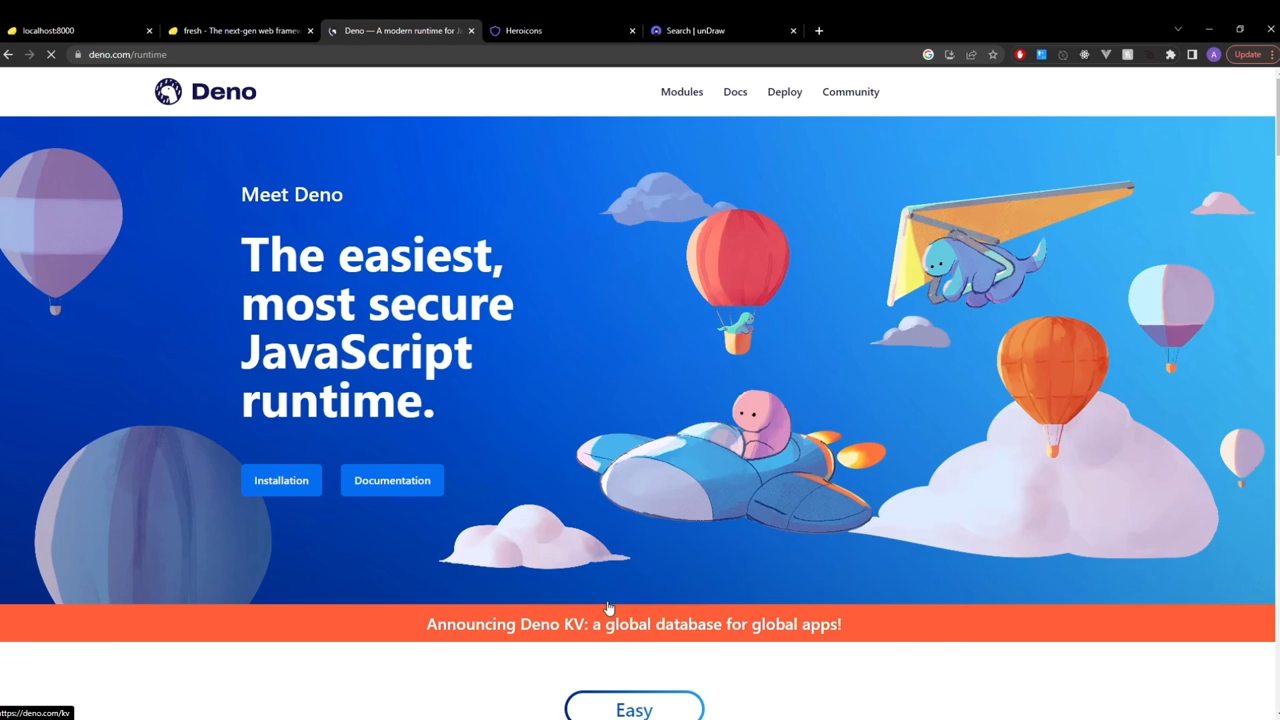 localhost:8000
fresh - The next-gen web framew
Deno — A modern runtime for J
Heroicons
Search | unDraw
deno.com/runtime
A
Update
Deno
Modules
Docs
Deploy
Community
Meet Deno
The easiest,
most secure
JavaScript
runtime.
Installation
Documentation
Announcing Deno KV: a global database for global apps!
Easy
https://deno.com/kv